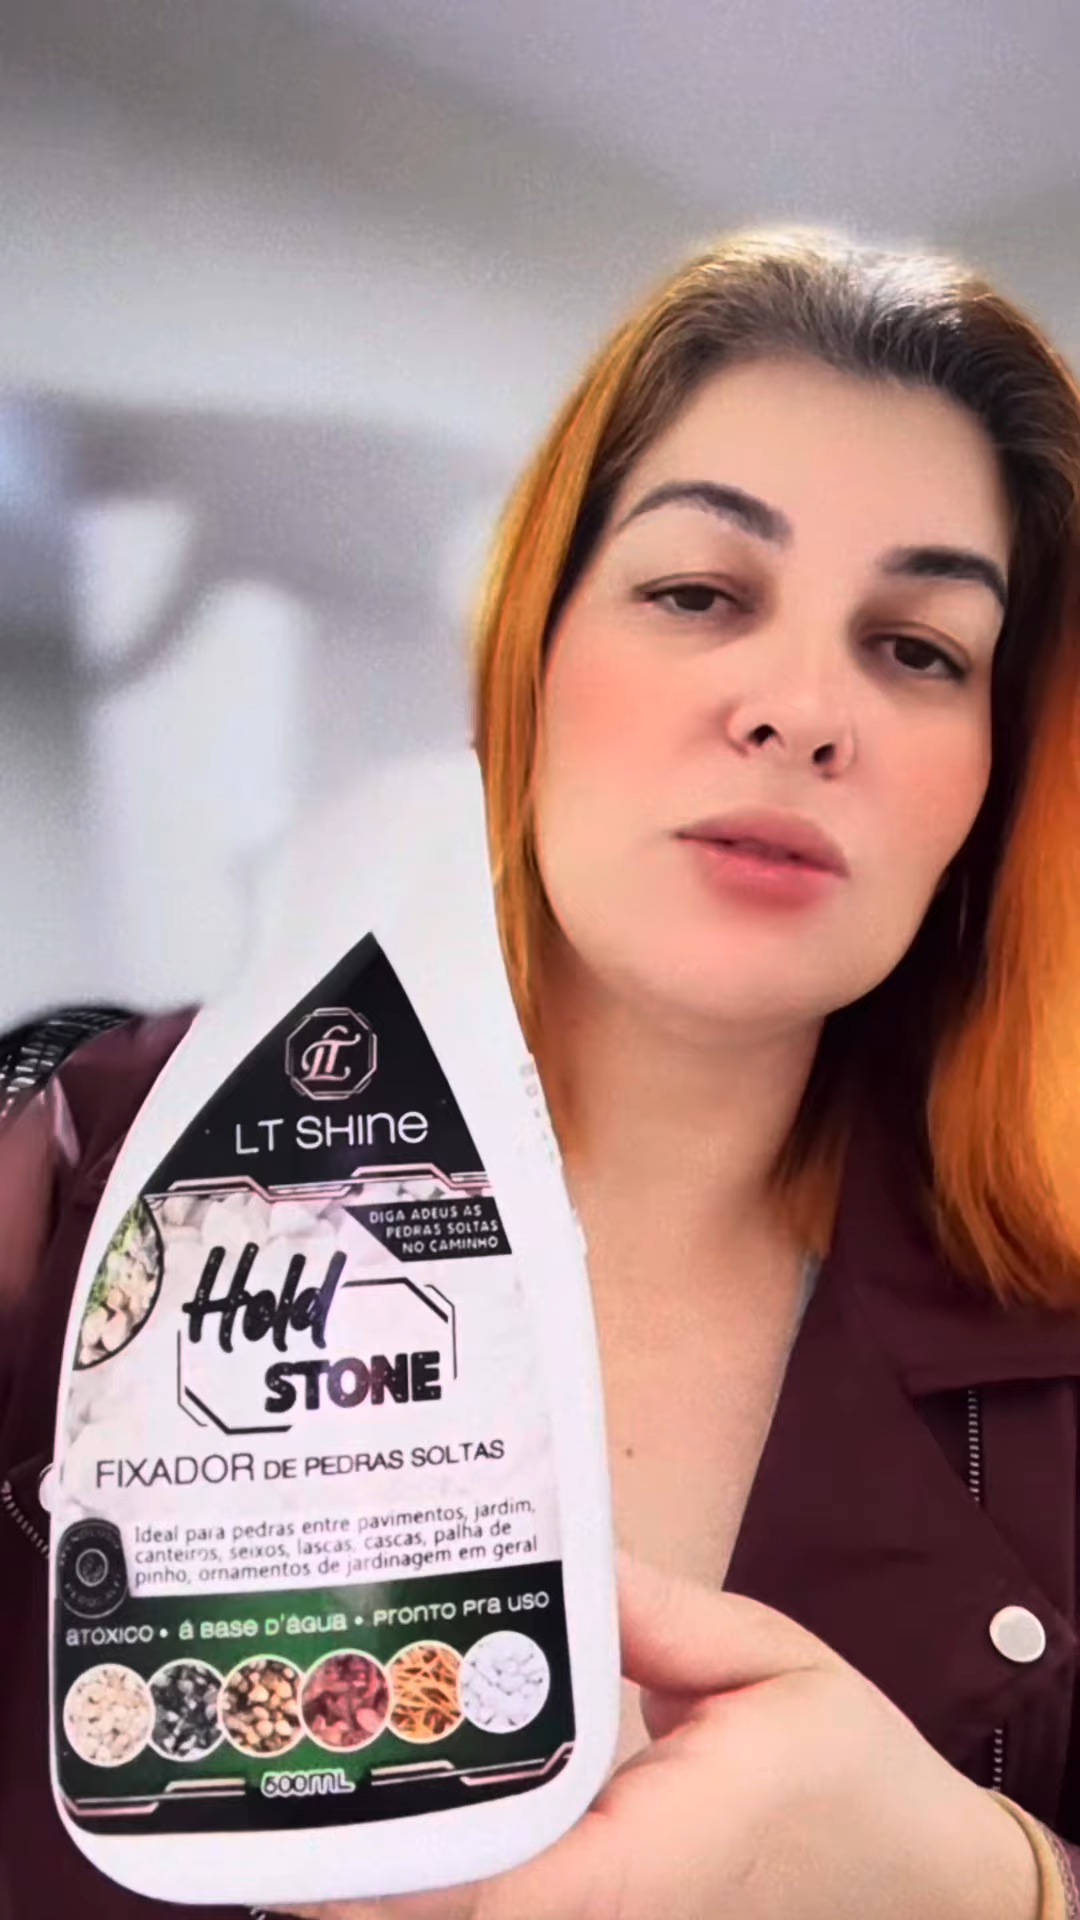 LT
LT SHINE
DIGA ADEUS AS
PEDRAS SOLTAS
NO CAMINHO
Hold
STONE
FIXADOR DE PEDRAS SOLTAS
Ideal para pedras entre pavimentos, jardim,
canteiros, seixos, lascas, cascas, palha de
pinho, ornamentos de jardinagem em geral
ATÓXICO • á BASE D'ÁGUA • PRONTO PRA USO
500ML